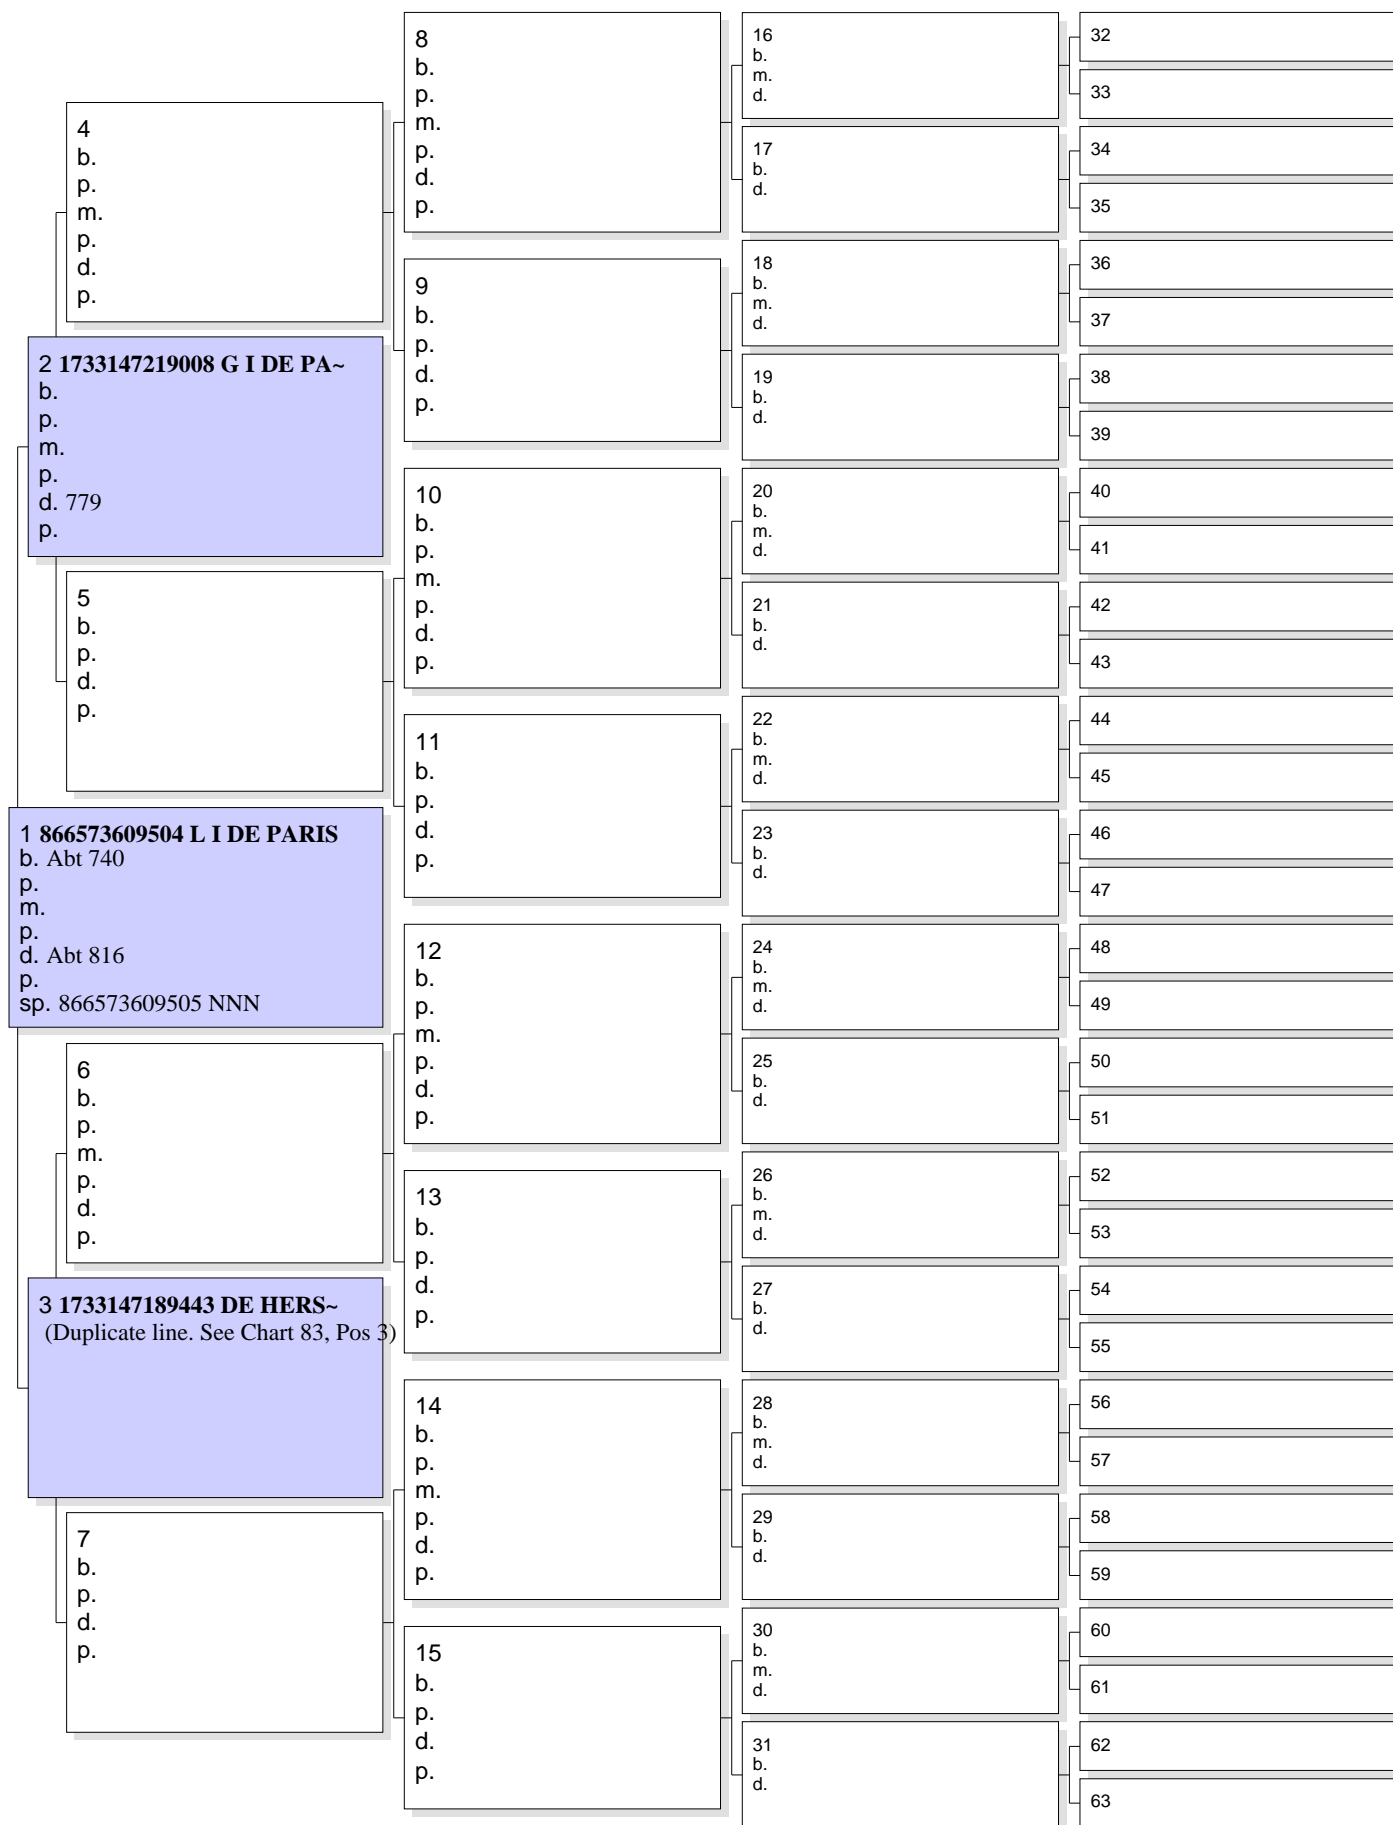 1 866573609504 L I DE PARIS
b. Abt 740
p.
m.
p.
d. Abt 816
p.
sp. 866573609505 NNN
2 1733147219008 G I DE PA~
b.
p.
m.
p.
d. 779
p.
3 1733147189443 DE HERS~
(Duplicate line. See Chart 83, Pos 3)
4
b.
p.
m.
p.
d.
p.
5
b.
p.
d.
p.
6
b.
p.
m.
p.
d.
p.
7
b.
p.
d.
p.
8
b.
p.
m.
p.
d.
p.
9
b.
p.
d.
p.
10
b.
p.
m.
p.
d.
p.
11
b.
p.
d.
p.
12
b.
p.
m.
p.
d.
p.
13
b.
p.
d.
p.
14
b.
p.
m.
p.
d.
p.
15
b.
p.
d.
p.
16
b.
m.
d.
17
b.
d.
18
b.
m.
d.
19
b.
d.
20
b.
m.
d.
21
b.
d.
22
b.
m.
d.
23
b.
d.
24
b.
m.
d.
25
b.
d.
26
b.
m.
d.
27
b.
d.
28
b.
m.
d.
29
b.
d.
30
b.
m.
d.
31
b.
d.
32
33
34
35
36
37
38
39
40
41
42
43
44
45
46
47
48
49
50
51
52
53
54
55
56
57
58
59
60
61
62
63